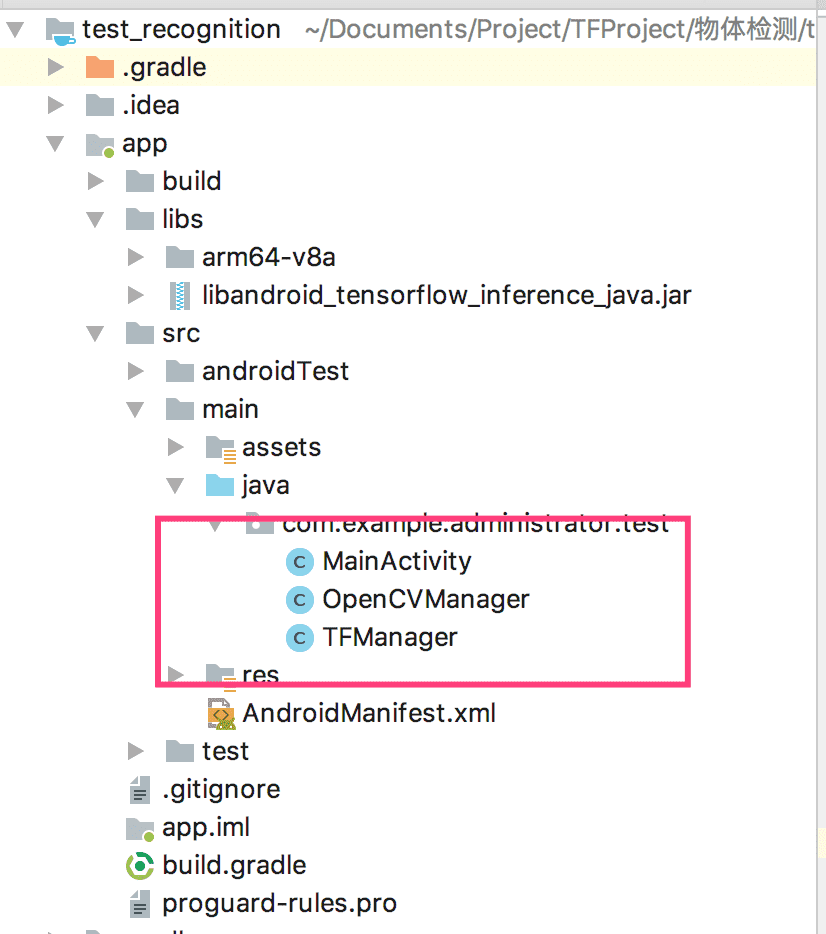 test_recognition ~/Documents/Project/TFProject/物体检测/t
.gradle
.idea
app
build
libs
arm64-v8a
libandroid_tensorflow_inference_java.jar
src
androidTest
main
assets
java
com.example.administrator.test
C MainActivity
C OpenCVManager
C TFManager
res
AndroidManifest.xml
test
.gitignore
app.iml
build.gradle
proguard-rules.pro